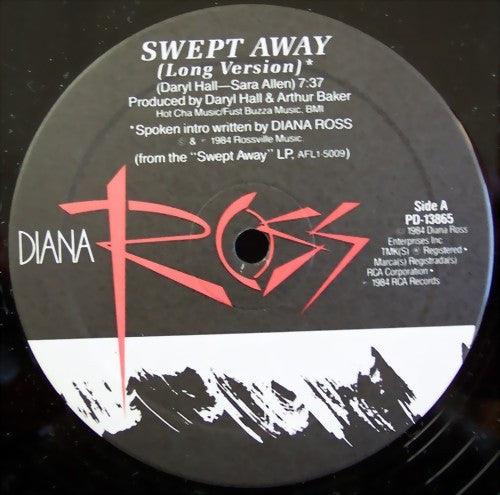 SWEPT AWAY
(Long Version)*
(Daryl Hall—Sara Allen) 7:37
Produced by Daryl Hall & Arthur Baker
Hot Cha Music/Fust Buzza Music, BMI
*Spoken intro written by DIANA ROSS
© & ℗ 1984 Rossville Music.
(from the "Swept Away" LP, AFL1-5009)
DIANA ROSS
Side A
PD-13865
℗ 1984 Diana Ross
Enterprises Inc.
TMK(S) ® Registered •
Marca(s) Registrada(s)
RCA Corporation •
© 1984 RCA Records